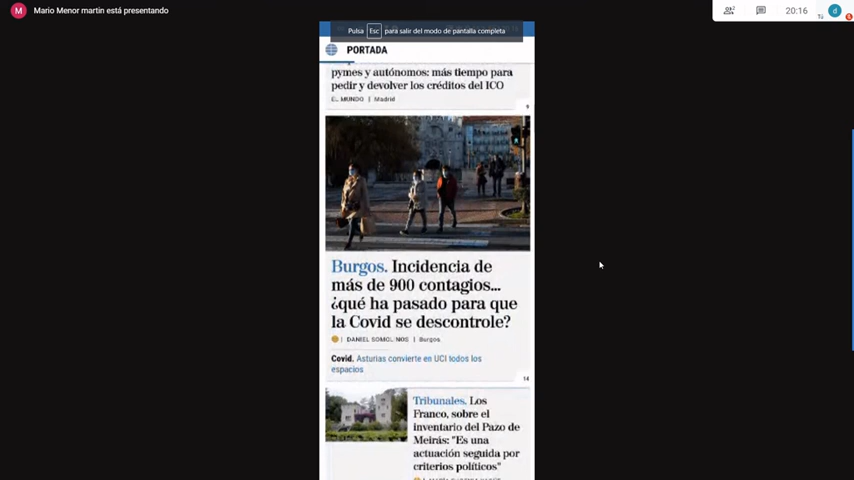 M Mario Menor martin está presentando
20:16
Tú
d
Pulsa Esc para salir del modo de pantalla completa
PORTADA
pymes y autónomos: más tiempo para
pedir y devolver los créditos del ICO
EL MUNDO | Madrid
9
Burgos. Incidencia de
más de 900 contagios...
¿qué ha pasado para que
la Covid se descontrole?
| DANIEL SOMOLINOS | Burgos
Covid. Asturias convierte en UCI todos los
espacios
14
Tribunales. Los
Franco, sobre el
inventario del Pazo de
Meirás: "Es una
actuación seguida por
criterios políticos"